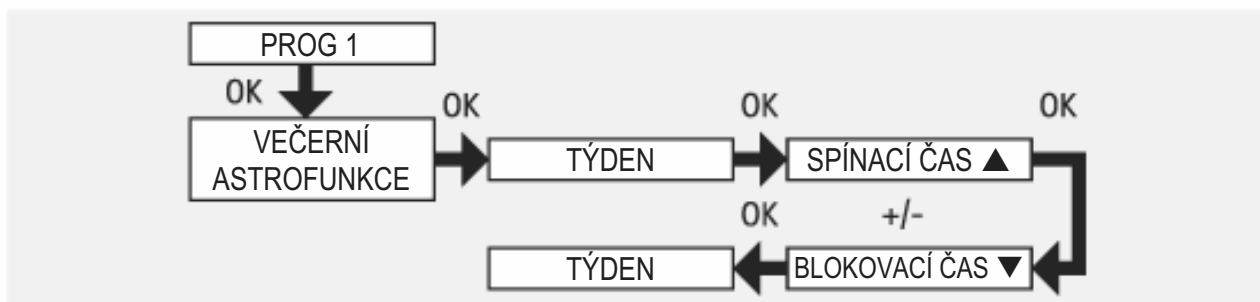 PROG 1
OK
VEČERNÍ
ASTROFUNKCE
OK
TÝDEN
OK
SPÍNACÍ ČAS ▲
OK
+/-
BLOKOVACÍ ČAS ▼
OK
TÝDEN